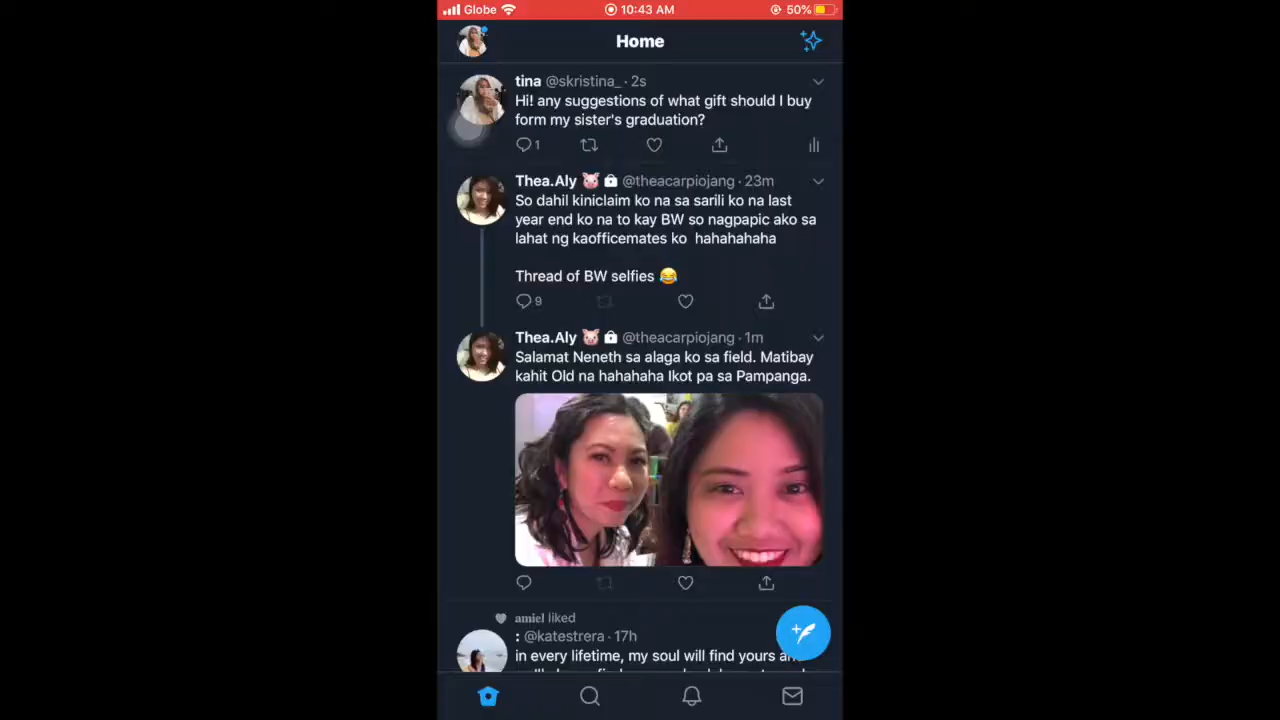 Globe 10:43 AM 50%
Home
tina @skristina_ · 2s
Hi! any suggestions of what gift should I buy
form my sister's graduation?
1
Thea.Aly 🐷 @theacarpiojang · 23m
So dahil kiniclaim ko na sa sarili ko na last
year end ko na to kay BW so nagpapic ako sa
lahat ng kaofficemates ko hahahahaha
Thread of BW selfies 😂
9
Thea.Aly 🐷 @theacarpiojang · 1m
Salamat Neneth sa alaga ko sa field. Matibay
kahit Old na hahahaha Ikot pa sa Pampanga.
amiel liked
: @katestrera · 17h
in every lifetime, my soul will find yours